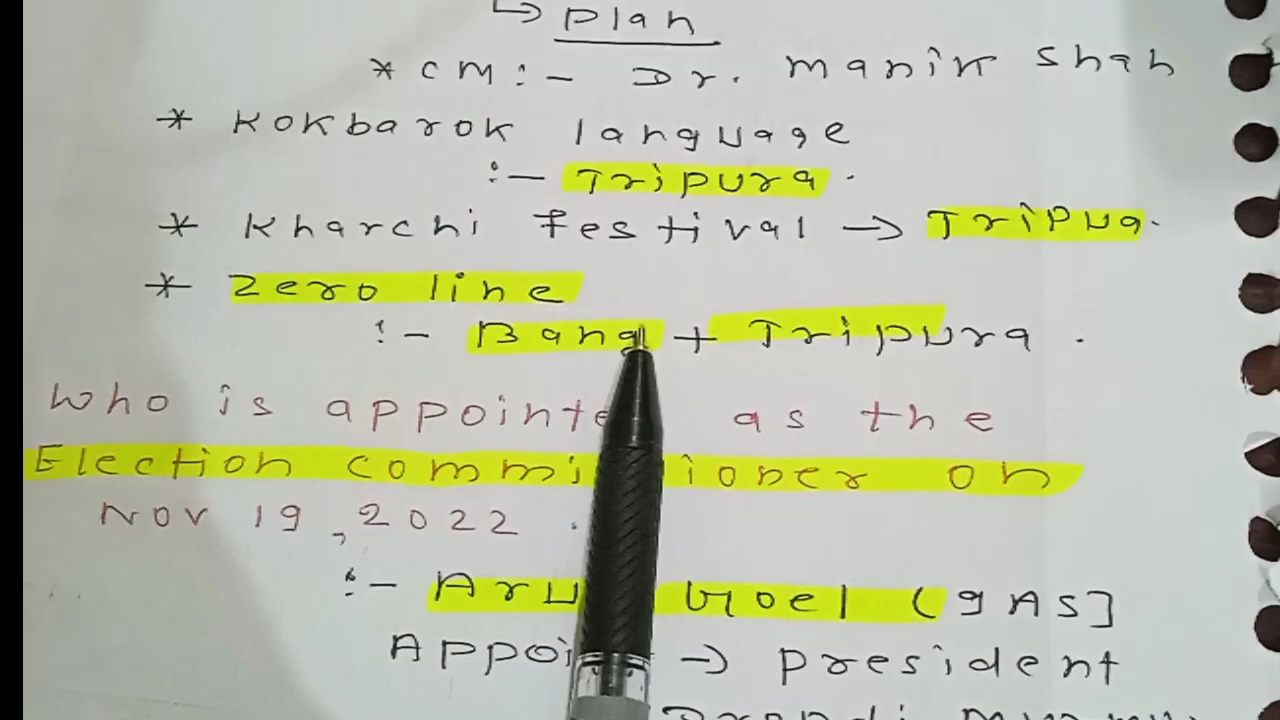 ↳ Plan
* CM :- Dr. Manik Shah
* Kokbarok language
:- Tripura.
* Kharchi festival → Tripua.
* Zero line
:- Bang + Tripura.
Who is appointe as the
Election commi ioner on
Nov 19, 2022.
:- Aru Goel (IAS]
Appoi → president